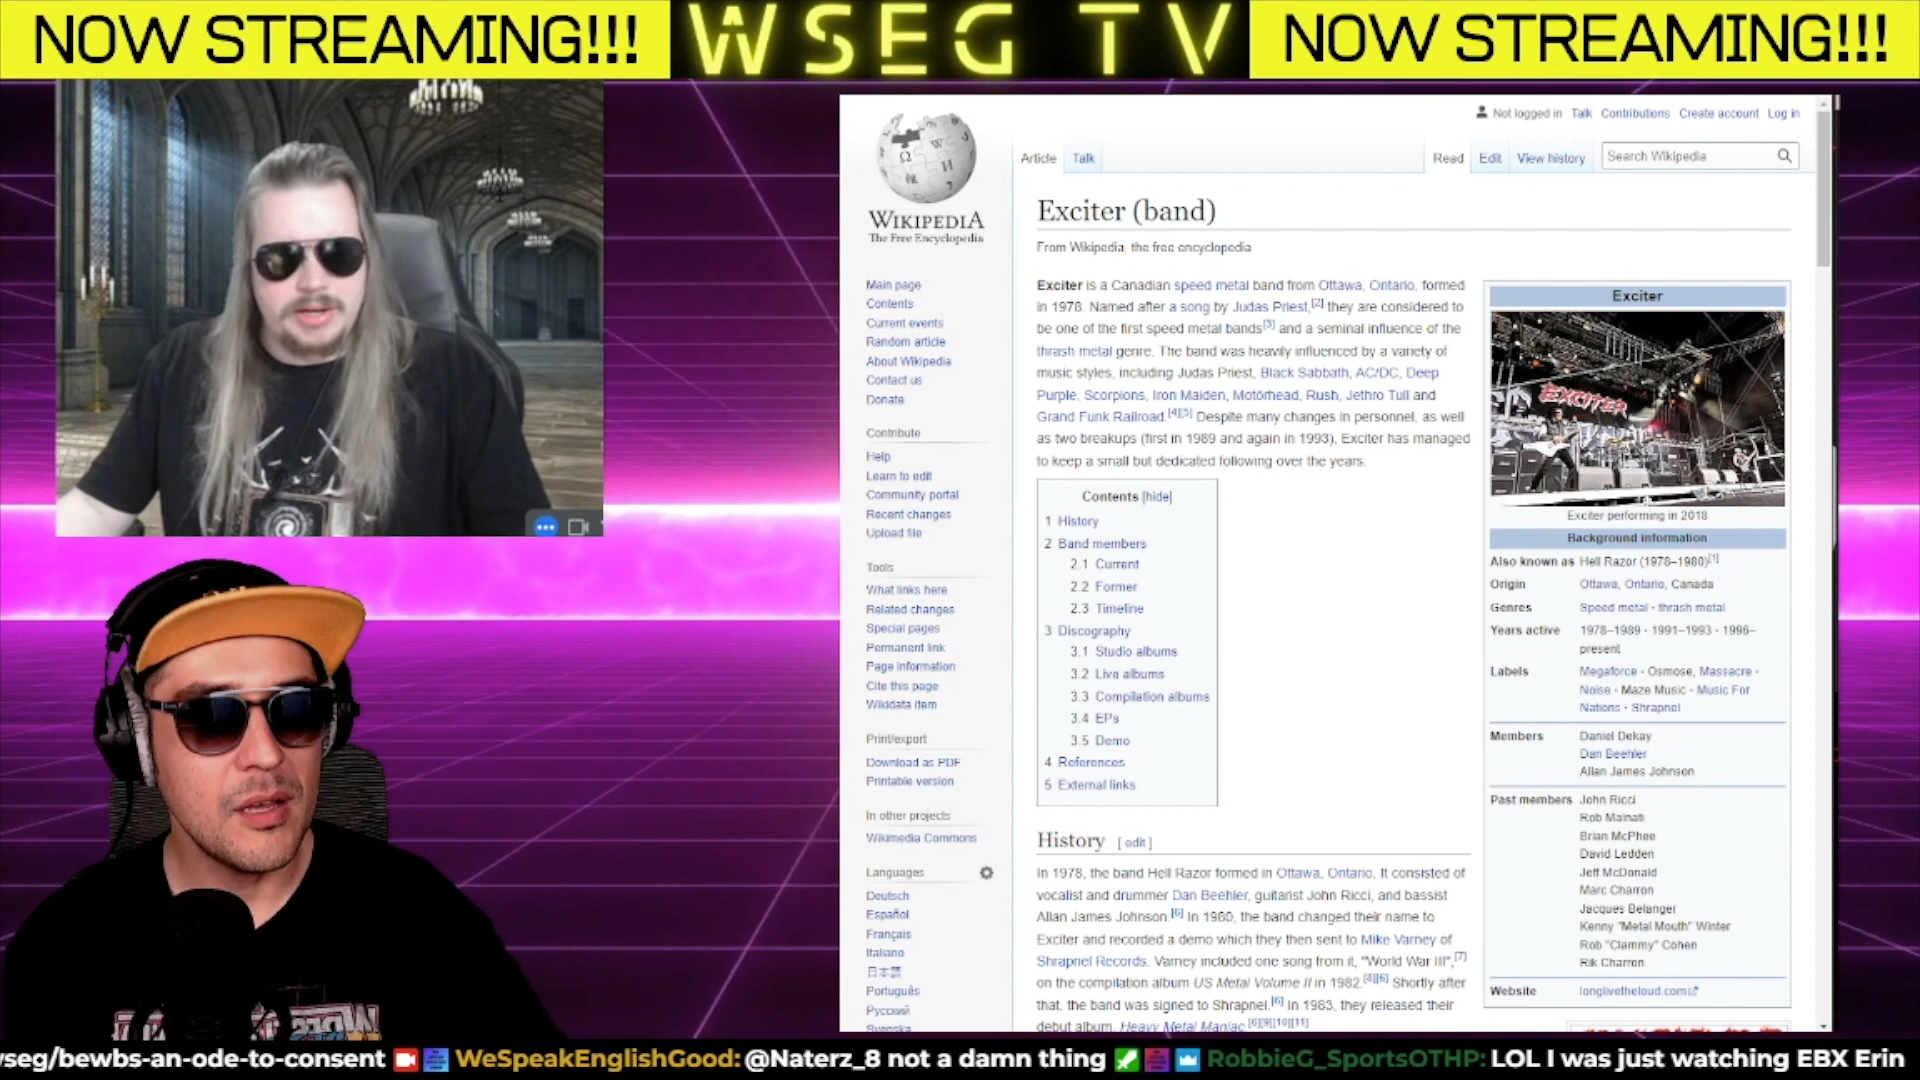 NOW STREAMING!!!
WSEG TV
NOW STREAMING!!!
Not logged in Talk Contributions Create account Log in
Article Talk
Read Edit View history Search Wikipedia
WIKIPEDIA
The Free Encyclopedia
Main page
Contents
Current events
Random article
About Wikipedia
Contact us
Donate
Contribute
Help
Learn to edit
Community portal
Recent changes
Upload file
Tools
What links here
Related changes
Special pages
Permanent link
Page information
Cite this page
Wikidata item
Print/export
Download as PDF
Printable version
In other projects
Wikimedia Commons
Languages
Deutsch
Español
Français
Italiano
日本語
Português
Русский
Svenska
Exciter (band)
From Wikipedia, the free encyclopedia
Exciter is a Canadian speed metal band from Ottawa, Ontario, formed
in 1978. Named after a song by Judas Priest,[2] they are considered to
be one of the first speed metal bands[3] and a seminal influence of the
thrash metal genre. The band was heavily influenced by a variety of
music styles, including Judas Priest, Black Sabbath, AC/DC, Deep
Purple, Scorpions, Iron Maiden, Motörhead, Rush, Jethro Tull and
Grand Funk Railroad.[4][5] Despite many changes in personnel, as well
as two breakups (first in 1989 and again in 1993), Exciter has managed
to keep a small but dedicated following over the years.
Contents [hide]
1 History
2 Band members
2.1 Current
2.2 Former
2.3 Timeline
3 Discography
3.1 Studio albums
3.2 Live albums
3.3 Compilation albums
3.4 EPs
3.5 Demo
4 References
5 External links
History [ edit ]
In 1978, the band Hell Razor formed in Ottawa, Ontario. It consisted of
vocalist and drummer Dan Beehler, guitarist John Ricci, and bassist
Allan James Johnson.[6] In 1980, the band changed their name to
Exciter and recorded a demo which they then sent to Mike Varney of
Shrapnel Records. Varney included one song from it, "World War III",[7]
on the compilation album US Metal Volume II in 1982.[8][6] Shortly after
that, the band was signed to Shrapnel.[6] In 1983, they released their
debut album, Heavy Metal Maniac.[6][9][10][11]
Exciter
EXCITER
Exciter performing in 2018
Background information
Also known as Hell Razor (1978–1980)[1]
Origin Ottawa, Ontario, Canada
Genres Speed metal · thrash metal
Years active 1978–1989 · 1991–1993 · 1996–
present
Labels Megaforce · Osmose, Massacre ·
Noise · Maze Music · Music For
Nations · Shrapnel
Members Daniel Dekay
Dan Beehler
Allan James Johnson
Past members John Ricci
Rob Malnati
Brian McPhee
David Ledden
Jeff McDonald
Marc Charron
Jacques Belanger
Kenny "Metal Mouth" Winter
Rob "Clammy" Cohen
Rik Charron
Website longlivetheloud.com
wseg/bewbs-an-ode-to-consent WeSpeakEnglishGood: @Naterz_8 not a damn thing RobbieG_SportsOTHP: LOL I was just watching EBX Erin